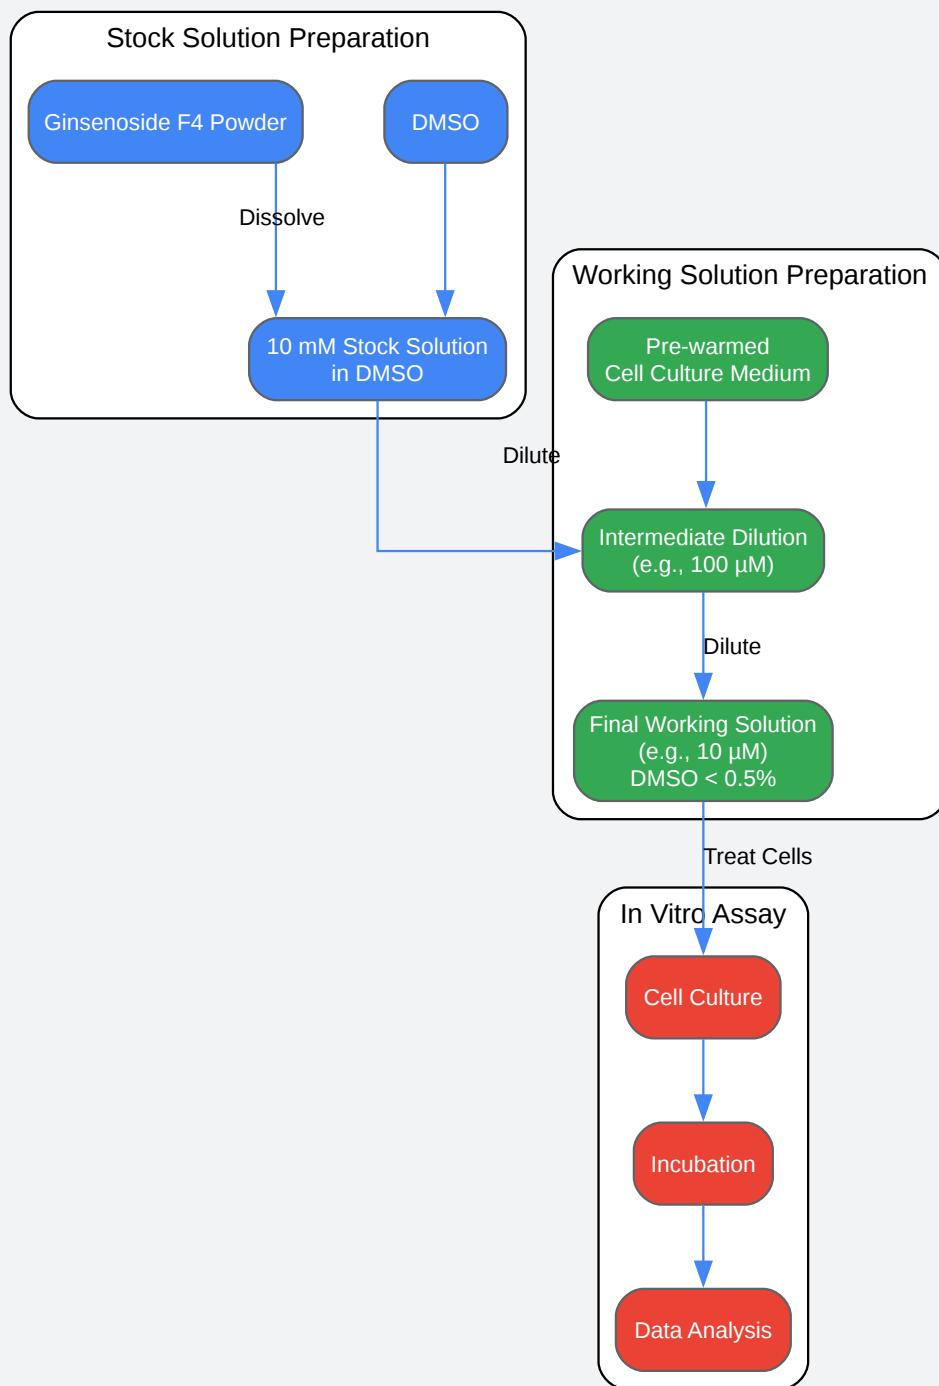 Stock Solution Preparation
Ginsenoside F4 Powder
DMSO
Dissolve
10 mM Stock Solution
in DMSO
Dilute
Working Solution Preparation
Pre-warmed
Cell Culture Medium
Intermediate Dilution
(e.g., 100 µM)
Dilute
Final Working Solution
(e.g., 10 µM)
DMSO < 0.5%
Treat Cells
In Vitro Assay
Cell Culture
Incubation
Data Analysis